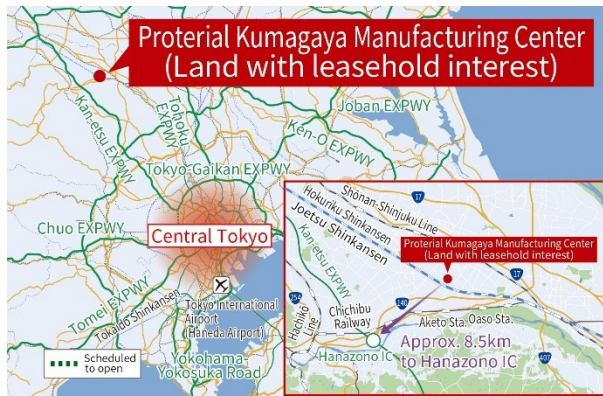 Proterial Kumagaya Manufacturing Center
(Land with leasehold interest)
Joban EXPWY
Tohoku
EXPWY
Kan-etsu EXPWY
Ken-O EXPWY
Tokyo-Gaikan EXPWY
Chuo EXPWY
Central Tokyo
Tomei EXPWY
Tokaido Shinkansen
Tokyo International
Airport
(Haneda Airport)
Yokohama-
Yokosuka Road
Scheduled
to open
17
Shonan-Shinjuku Line
Hokuriku Shinkansen
Joetsu Shinkansen
Kan-etsu EXPWY
Proterial Kumagaya Manufacturing Center
(Land with leasehold interest)
17
254
140
Hachiko
Line
Chichibu
Railway
Aketo Sta.
Oaso Sta.
Hanazono IC
Approx. 8.5km
to Hanazono IC
407